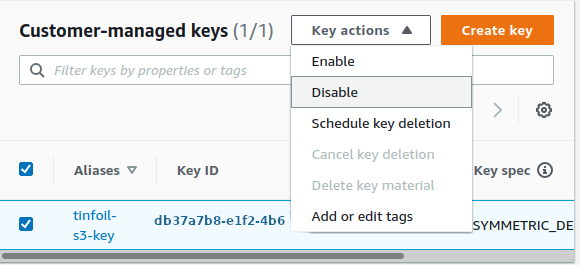 Customer-managed keys (1/1)
Key actions
Create key
Filter keys by properties or tags
Enable
Disable
Schedule key deletion
Cancel key deletion
Delete key material
Add or edit tags
Aliases
Key ID
Key spec
tinfoil-
s3-key
db37a7b8-e1f2-4b6
SYMMETRIC_DE